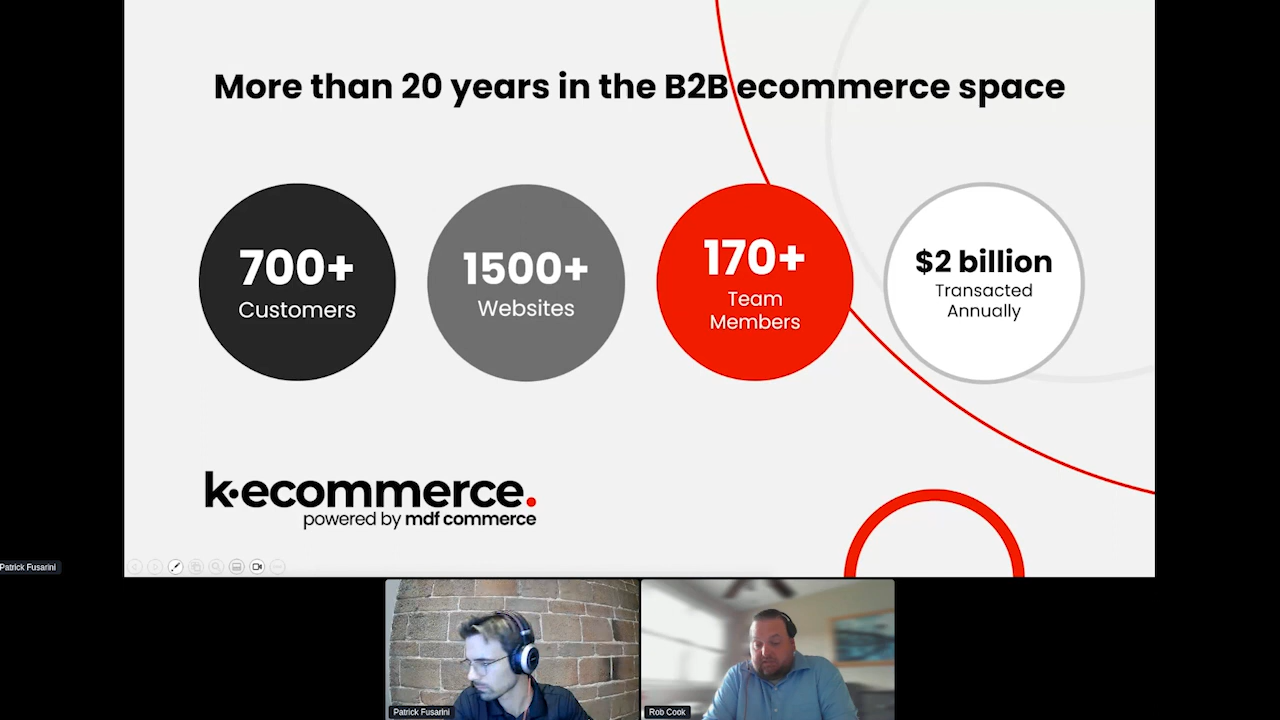 More than 20 years in the B2B ecommerce space
700+
Customers
1500+
Websites
170+
Team
Members
$2 billion
Transacted
Annually
k·ecommerce.
powered by mdf commerce
Patrick Fusarini
Patrick Fusarini
Rob Cook